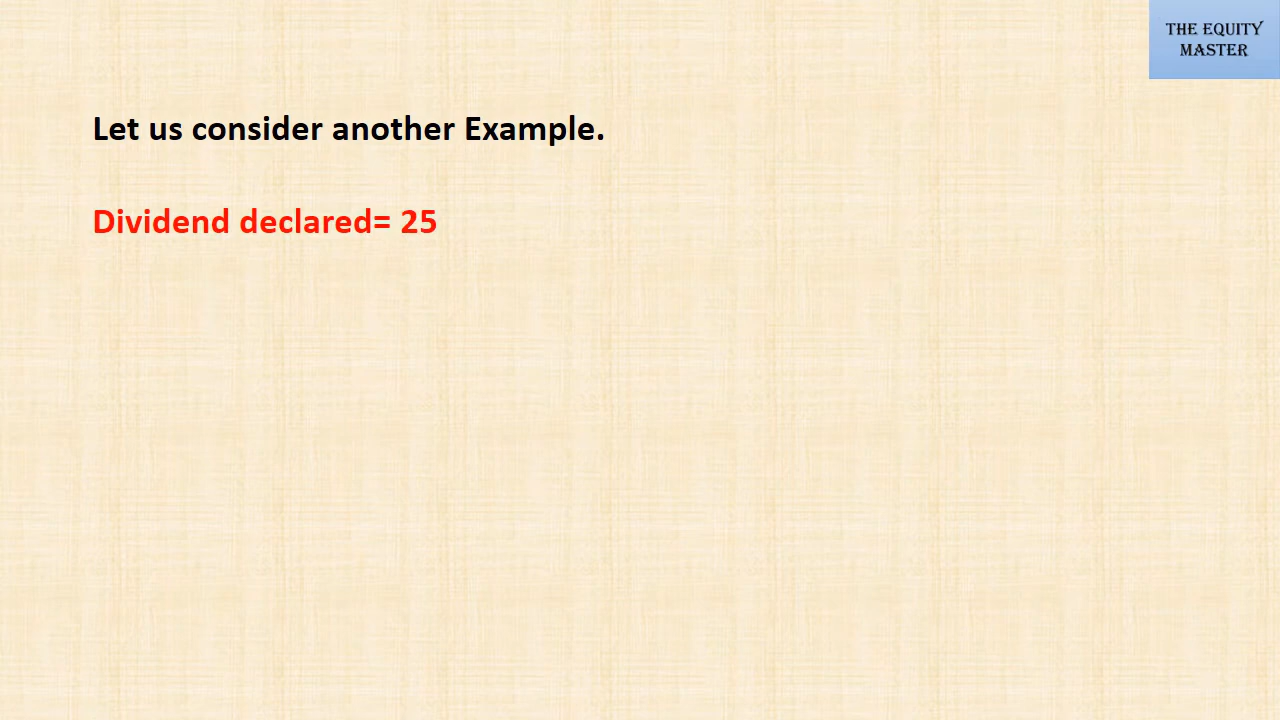 THE EQUITY
MASTER
Let us consider another Example.
Dividend declared= 25